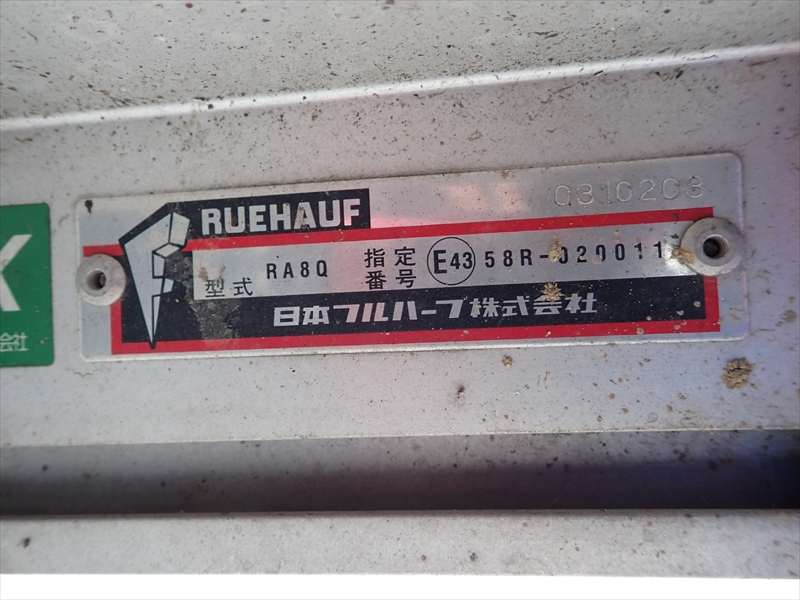 RUEHAUF
0310203
型式 RA8Q 指定番号 E43 58R-020011
日本フルハーフ株式会社
X
会社